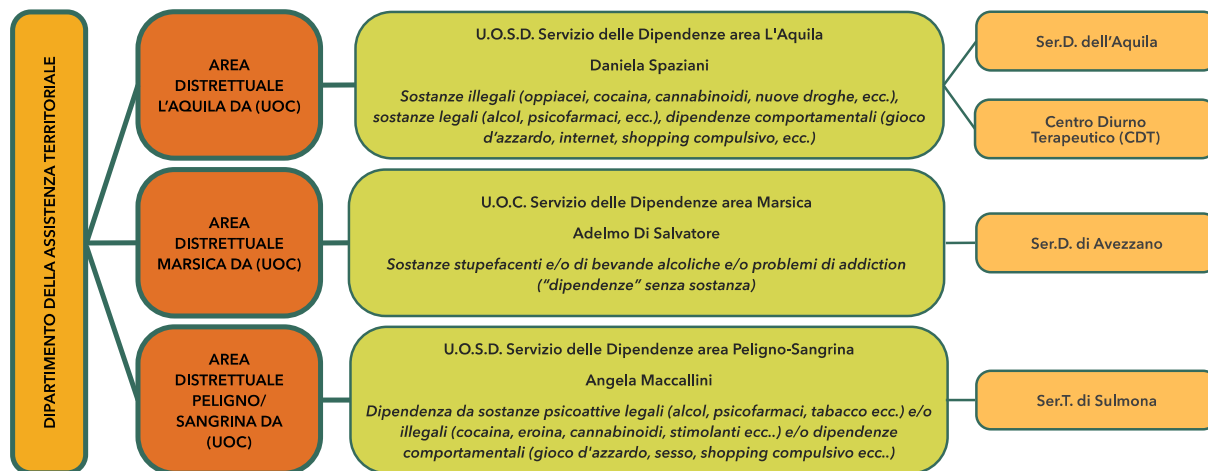 DIPARTIMENTO DELLA ASSISTENZA TERRITORIALE
AREA
DISTRETTUALE
L'AQUILA DA (UOC)
U.O.S.D. Servizio delle Dipendenze area L'Aquila
Daniela Spaziani
Sostanze illegali (oppiacei, cocaina, cannabinoidi, nuove droghe, ecc.),
sostanze legali (alcol, psicofarmaci, ecc.), dipendenze comportamentali (gioco
d'azzardo, internet, shopping compulsivo, ecc.)
Ser.D. dell'Aquila
Centro Diurno
Terapeutico (CDT)
AREA
DISTRETTUALE
MARSICA DA (UOC)
U.O.C. Servizio delle Dipendenze area Marsica
Adelmo Di Salvatore
Sostanze stupefacenti e/o di bevande alcoliche e/o problemi di addiction
("dipendenze" senza sostanza)
Ser.D. di Avezzano
AREA
DISTRETTUALE
PELIGNO/
SANGRINA DA
(UOC)
U.O.S.D. Servizio delle Dipendenze area Peligno-Sangrina
Angela Maccallini
Dipendenza da sostanze psicoattive legali (alcol, psicofarmaci, tabacco ecc.) e/o
illegali (cocaina, eroina, cannabinoidi, stimolanti ecc..) e/o dipendenze
comportamentali (gioco d'azzardo, sesso, shopping compulsivo ecc..)
Ser.T. di Sulmona